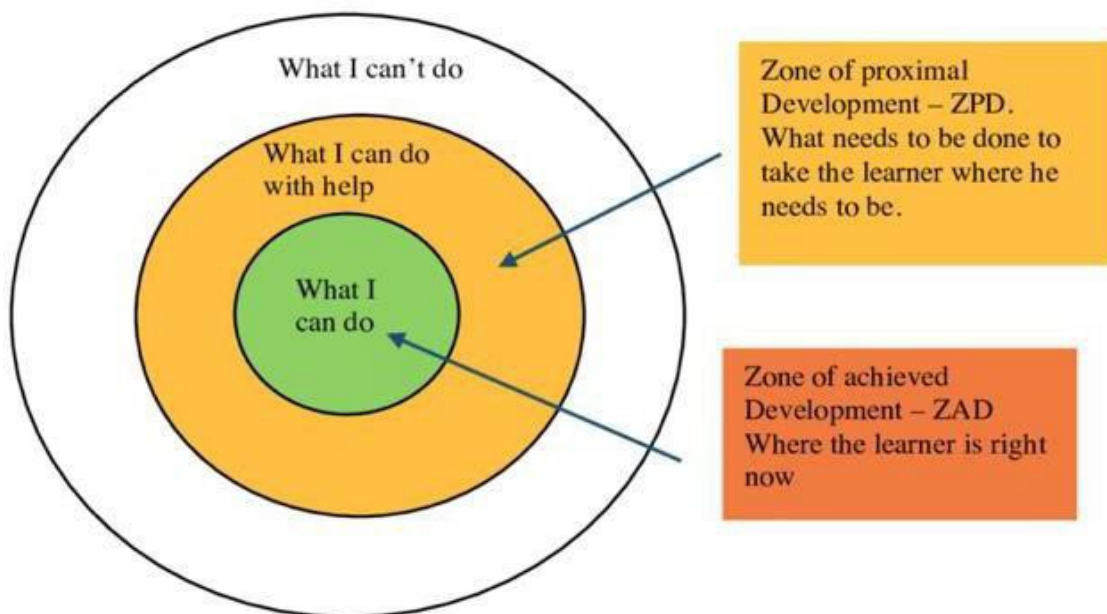 What I can't do
What I can do
with help
What I
can do
Zone of proximal
Development – ZPD.
What needs to be done to
take the learner where he
needs to be.
Zone of achieved
Development – ZAD
Where the learner is right
now